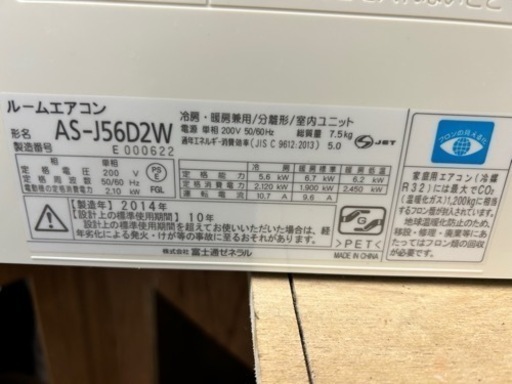 ルームエアコン
形名 AS-J56D2W
製造番号 E 000622
冷房・暖房兼用/分離形/室内ユニット
電源 単相 200V 50/60Hz 総質量 7.5kg
通年エネルギー消費効率(JIS C 9612:2013) 5.0
JET
単相
定格電圧 200 V
定格周波数 50/60 Hz
電動機の定格消費電力 2.10 kW
PS E
FGL
冷房 暖房 暖房低温
定格能力 5.6 kW 6.7 kW 6.2 kW
定格消費電力 2,120 kW 1,900 kW 2,450 kW
運転電流 10.7 A 9.6 A
【製造年】2014年
【設計上の標準使用期間】10年
設計上の標準使用期間を超えてお使いいただいた場合は、経
年劣化による発火・けが等の事故に至るおそれがあります。
>PET<
株式会社 富士通ゼネラル MADE IN CHINA
フロンの見える化
家庭用エアコン(冷媒
R32)には最大でCO₂
(温暖化ガス)1,200kgに相当
するフロン類が封入されています。
地球温暖化防止のため、
移設・修理・廃棄等にあ
たってはフロン類の回収
が必要です。